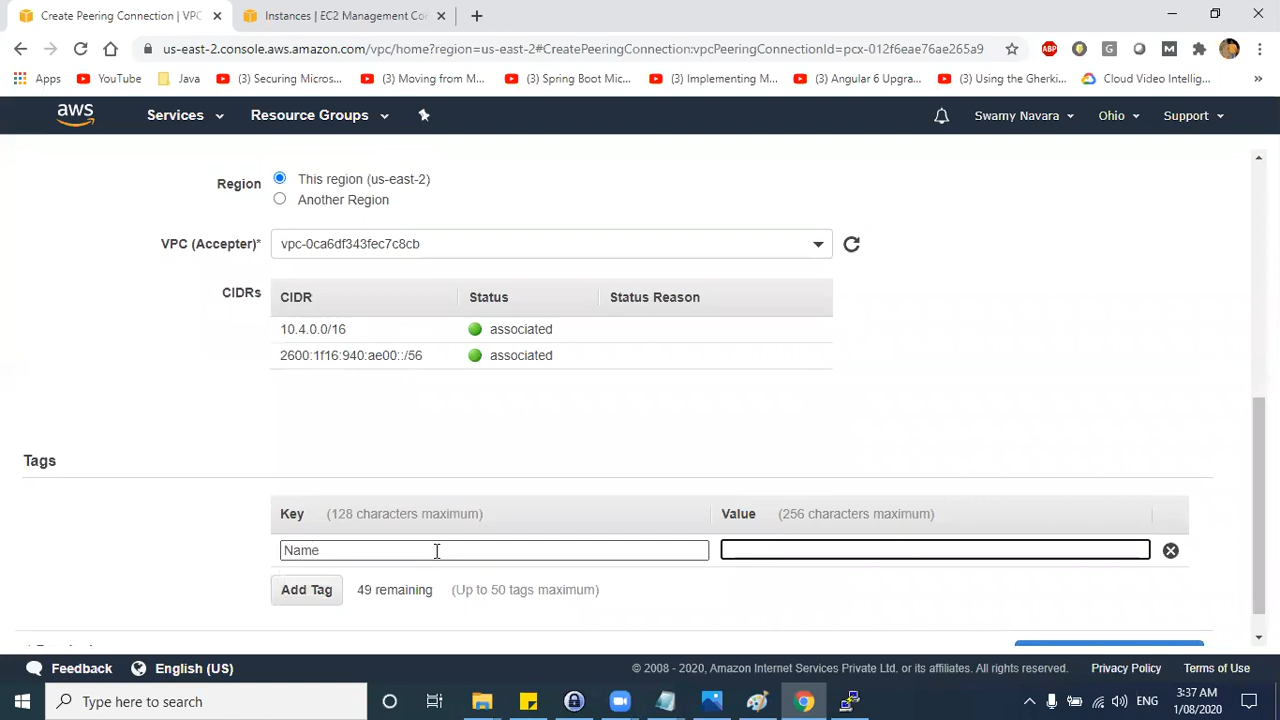 Create Peering Connection | VPC
Instances | EC2 Management Con
us-east-2.console.aws.amazon.com/vpc/home?region=us-east-2#CreatePeeringConnection:vpcPeeringConnectionId=pcx-012f6eae76ae265a9
ABP
G
M
Apps
YouTube
Java
(3) Securing Micros...
(3) Moving from M...
(3) Spring Boot Mic...
(3) Implementing M...
(3) Angular 6 Upgra...
(3) Using the Gherki...
Cloud Video Intellig...
»
aws
Services
Resource Groups
Swamy Navara
Ohio
Support
Region
This region (us-east-2)
Another Region
VPC (Accepter)*
vpc-0ca6df343fec7c8cb
CIDRs
CIDR Status Status Reason
10.4.0.0/16 associated
2600:1f16:940:ae00::/56 associated
Tags
Key (128 characters maximum) Value (256 characters maximum)
Name
Add Tag 49 remaining (Up to 50 tags maximum)
Feedback
English (US)
© 2008 - 2020, Amazon Internet Services Private Ltd. or its affiliates. All rights reserved.
Privacy Policy
Terms of Use
Type here to search
ENG
3:37 AM
1/08/2020